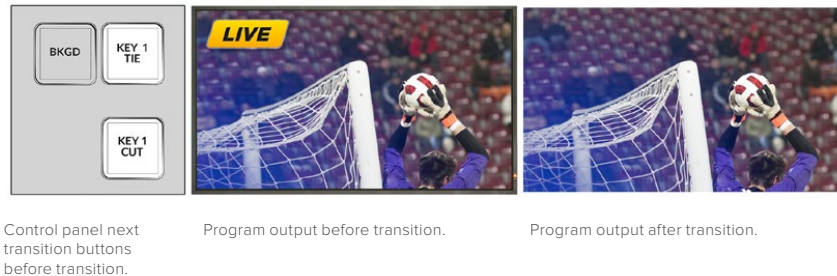 BKGD
KEY 1
TIE
KEY 1
CUT
LIVE
Control panel next
transition buttons
before transition.
Program output before transition.
Program output after transition.